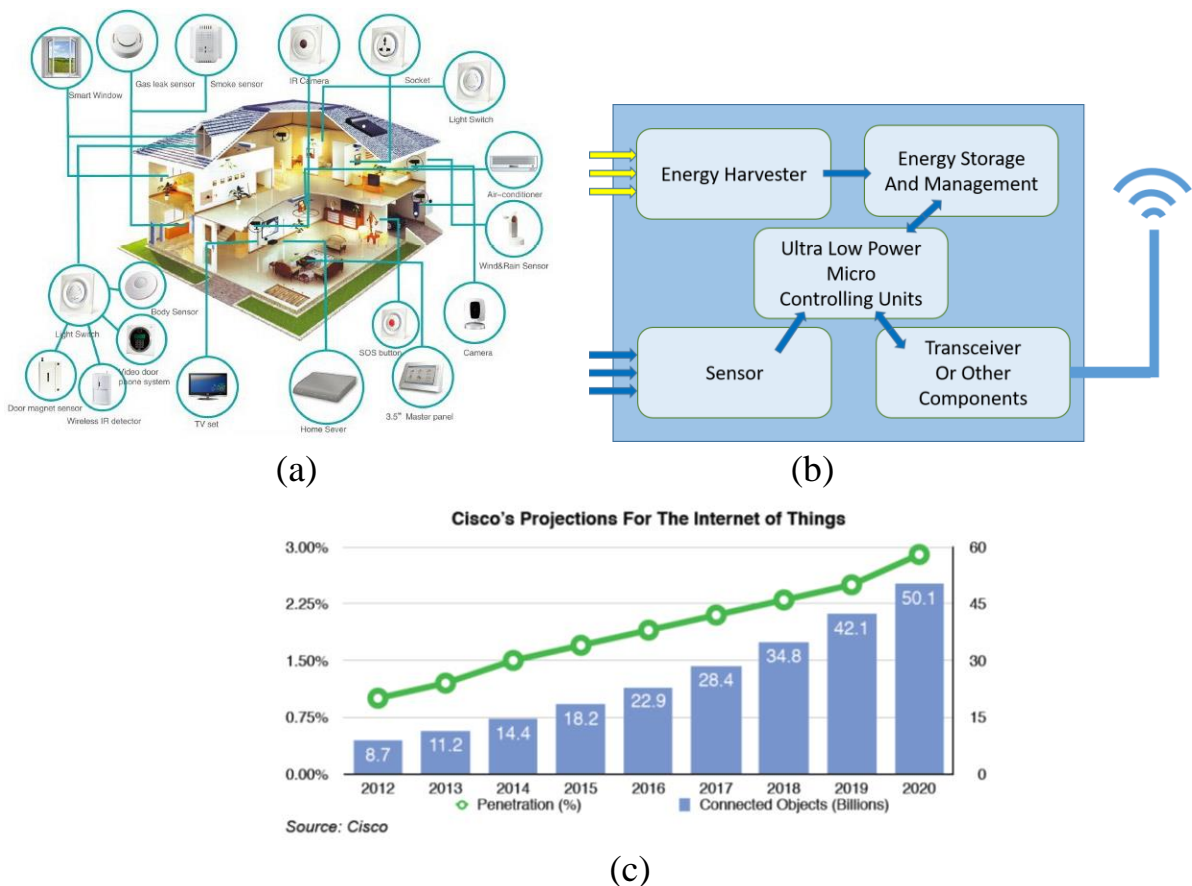 Smart Window
Gas leak sensor
Smoke sensor
IR Camera
Socket
Light Switch
Air-conditioner
Wind&Rain Sensor
Camera
SOS button
3.5" Master panel
Home Sever
TV set
Light Switch
Body Sensor
Video door
phone system
Door magnet sensor
Wireless IR detector
(a)
Energy Harvester
Energy Storage
And Management
Ultra Low Power
Micro
Controlling Units
Sensor
Transceiver
Or Other
Components
(b)
Cisco's Projections For The Internet of Things
3.00%
2.25%
1.50%
0.75%
0.00%
60
45
30
15
0
8.7
11.2
14.4
18.2
22.9
28.4
34.8
42.1
50.1
2012 2013 2014 2015 2016 2017 2018 2019 2020
Penetration (%) Connected Objects (Billions)
Source: Cisco
(c)